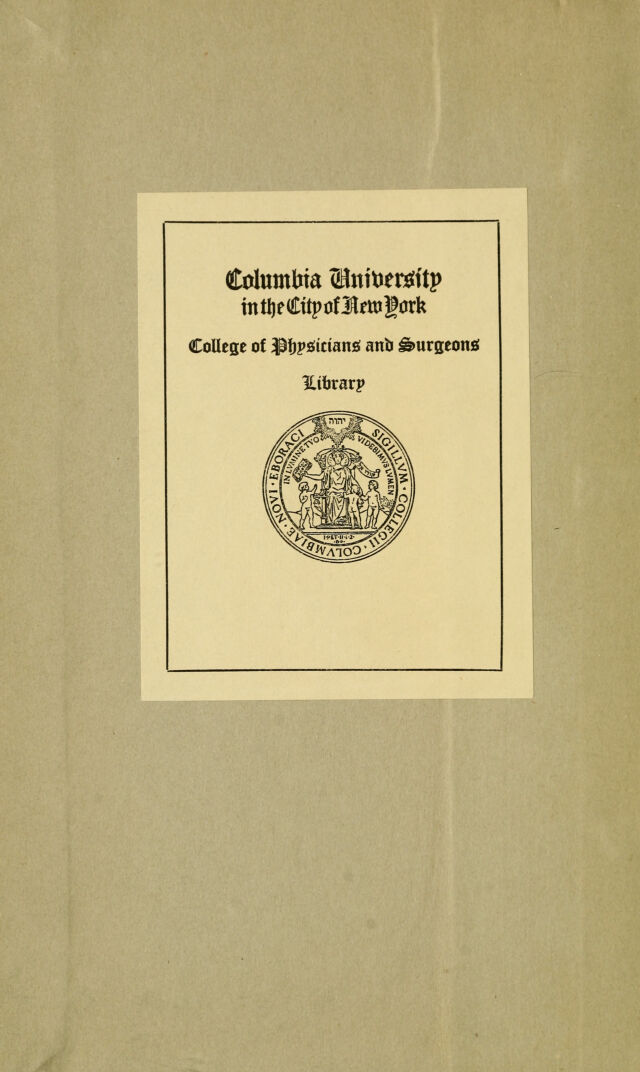 Columbia University
in the City of New York
College of Physicians and Surgeons
Library
SIGILLVM · COLLEGII · COLVMBIAE · NOVI · EBORACI
יהוה
IN LVMINE TVO VIDEBIMVS LVMEN